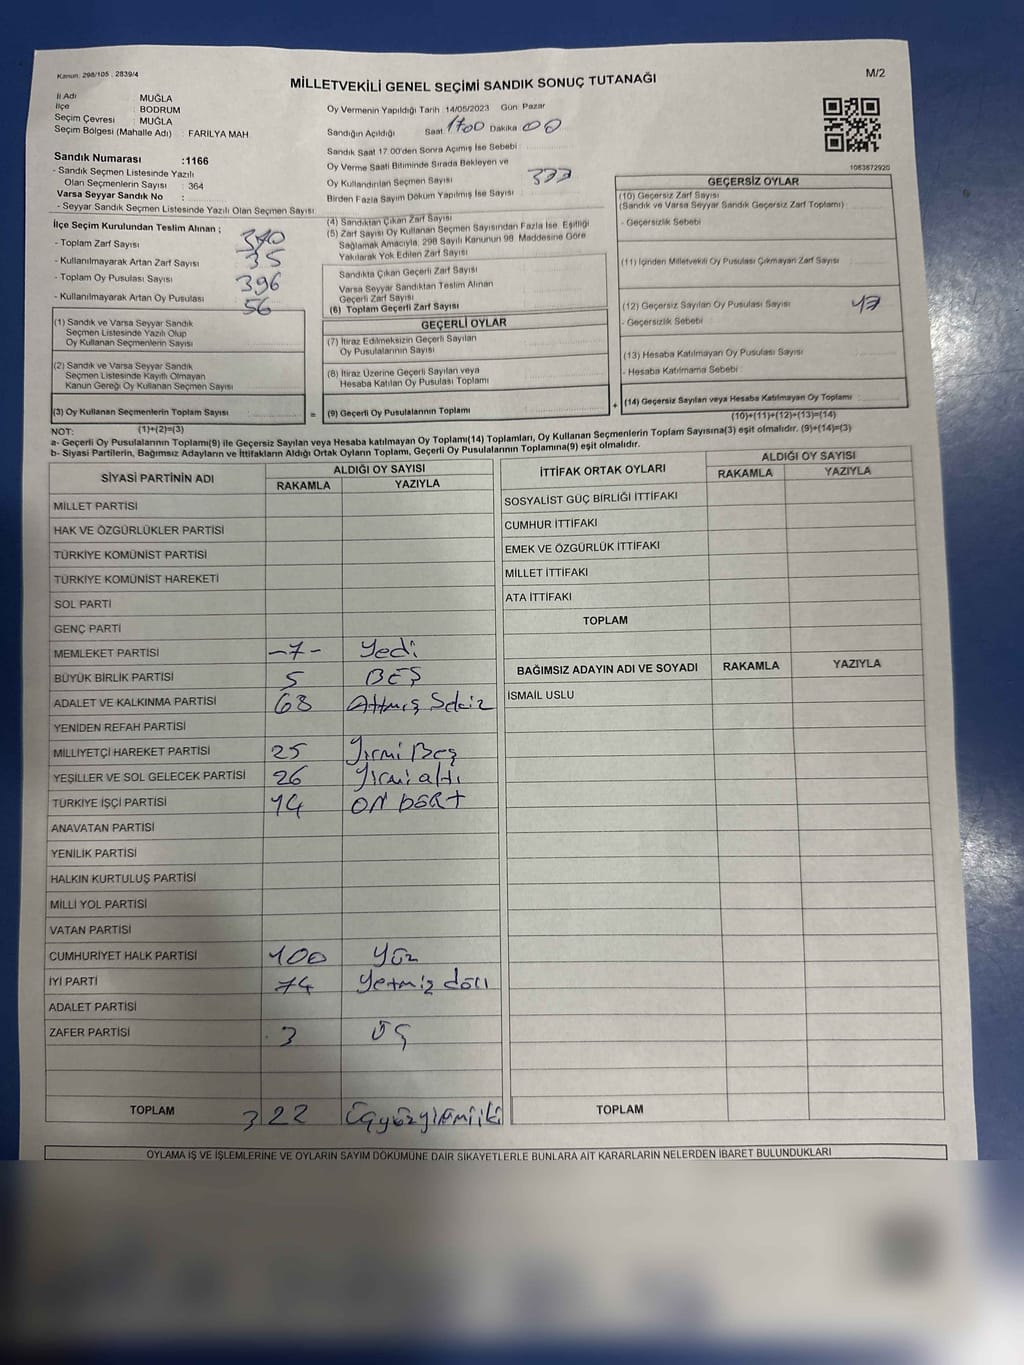 Kanun: 298/105 , 2839/4
M/2
MİLLETVEKİLİ GENEL SEÇİMİ SANDIK SONUÇ TUTANAĞI
İl Adı : MUĞLA
İlçe : BODRUM
Seçim Çevresi : MUĞLA
Seçim Bölgesi (Mahalle Adı) : FARILYA MAH
Sandık Numarası :1166
- Sandık Seçmen Listesinde Yazılı
Olan Seçmenlerin Sayısı : 364
Varsa Seyyar Sandık No :
- Seyyar Sandık Seçmen Listesinde Yazılı Olan Seçmen Sayısı:
Oy Vermenin Yapıldığı Tarih :14/05/2023 Gün: Pazar
Sandığın Açıldığı Saat 1700 Dakika 00
Sandık Saat 17:00'den Sonra Açılmış İse Sebebi :
Oy Verme Saati Bitiminde Sırada Bekleyen ve
Oy Kullandırılan Seçmen Sayısı
Birden Fazla Sayım Döküm Yapılmış İse Sayısı :
1083672920
İlçe Seçim Kurulundan Teslim Alınan ;
- Toplam Zarf Sayısı 370
- Kullanılmayarak Artan Zarf Sayısı : 35
- Toplam Oy Pusulası Sayısı 396
- Kullanılmayarak Artan Oy Pusulası : 56
(1) Sandık ve Varsa Seyyar Sandık
Seçmen Listesinde Yazılı Olup
Oy Kullanan Seçmenlerin Sayısı
(2) Sandık ve Varsa Seyyar Sandık
Seçmen Listesinde Kayıtlı Olmayan
Kanun Gereği Oy Kullanan Seçmen Sayısı
(3) Oy Kullanan Seçmenlerin Toplam Sayısı
(1)+(2)=(3)
(4) Sandıktan Çıkan Zarf Sayısı
(5) Zarf Sayısı Oy Kullanan Seçmen Sayısından Fazla İse, Eşitliği
Sağlamak Amacıyla, 298 Sayılı Kanunun 98. Maddesine Göre
Yakılarak Yok Edilen Zarf Sayısı
Sandıkta Çıkan Geçerli Zarf Sayısı
Varsa Seyyar Sandıktan Teslim Alınan
Geçerli Zarf Sayısı
(6) Toplam Geçerli Zarf Sayısı
GEÇERLİ OYLAR
(7) İtiraz Edilmeksizin Geçerli Sayılan
Oy Pusulalarının Sayısı
(8) İtiraz Üzerine Geçerli Sayılan veya
Hesaba Katılan Oy Pusulası Toplamı
= (9) Geçerli Oy Pusulalarının Toplamı
GEÇERSİZ OYLAR
(10) Geçersiz Zarf Sayısı
(Sandık ve Varsa Seyyar Sandık Geçersiz Zarf Toplamı)
- Geçersizlik Sebebi :
(11) İçinden Milletvekili Oy Pusulası Çıkmayan Zarf Sayısı
(12) Geçersiz Sayılan Oy Pusulası Sayısı
- Geçersizlik Sebebi :
(13) Hesaba Katılmayan Oy Pusulası Sayısı
- Hesaba Katılmama Sebebi :
+ (14) Geçersiz Sayılan veya Hesaba Katılmayan Oy Toplamı :
(10)+(11)+(12)+(13)=(14)
NOT:
a- Geçerli Oy Pusulalarının Toplamı(9) ile Geçersiz Sayılan veya Hesaba katılmayan Oy Toplamı(14) Toplamları, Oy Kullanan Seçmenlerin Toplam Sayısına(3) eşit olmalıdır. (9)+(14)=(3)
b- Siyasi Partilerin, Bağımsız Adayların ve İttifakların Aldığı Ortak Oyların Toplamı, Geçerli Oy Pusulalarının Toplamına(9) eşit olmalıdır.
SİYASİ PARTİNİN ADI ALDIĞI OY SAYISI
RAKAMLA YAZIYLA
MİLLET PARTİSİ
HAK VE ÖZGÜRLÜKLER PARTİSİ
TÜRKİYE KOMÜNİST PARTİSİ
TÜRKİYE KOMÜNİST HAREKETİ
SOL PARTİ
GENÇ PARTİ
MEMLEKET PARTİSİ -7- Yedi
BÜYÜK BİRLİK PARTİSİ 5 BEŞ
ADALET VE KALKINMA PARTİSİ 68 Altmış Sekiz
YENİDEN REFAH PARTİSİ
MİLLİYETÇİ HAREKET PARTİSİ 25 Yirmi Beş
YEŞİLLER VE SOL GELECEK PARTİSİ 26 Yirmi altı
TÜRKİYE İŞÇİ PARTİSİ 14 ON DÖRT
ANAVATAN PARTİSİ
YENİLİK PARTİSİ
HALKIN KURTULUŞ PARTİSİ
MİLLİ YOL PARTİSİ
VATAN PARTİSİ
CUMHURİYET HALK PARTİSİ 100 Yüz
İYİ PARTİ 74
ADALET PARTİSİ
ZAFER PARTİSİ 3 ÜÇ
TOPLAM 322 Üçyüzyirmiiki
İTTİFAK ORTAK OYLARI ALDIĞI OY SAYISI
RAKAMLA YAZIYLA
SOSYALİST GÜÇ BİRLİĞİ İTTİFAKI
CUMHUR İTTİFAKI
EMEK VE ÖZGÜRLÜK İTTİFAKI
MİLLET İTTİFAKI
ATA İTTİFAKI
TOPLAM
BAĞIMSIZ ADAYIN ADI VE SOYADI RAKAMLA YAZIYLA
İSMAİL USLU
TOPLAM
OYLAMA İŞ VE İŞLEMLERİNE VE OYLARIN SAYIM DÖKÜMÜNE DAİR ŞİKAYETLERLE BUNLARA AİT KARARLARIN NELERDEN İBARET BULUNDUKLARI